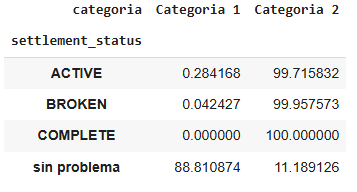 categoria Categoria 1 Categoria 2
settlement_status
ACTIVE 0.284168 99.715832
BROKEN 0.042427 99.957573
COMPLETE 0.000000 100.000000
sin problema 88.810874 11.189126